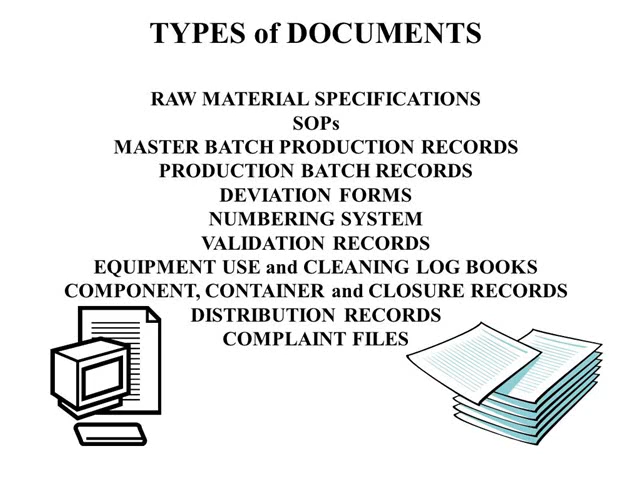 TYPES of DOCUMENTS
RAW MATERIAL SPECIFICATIONS
SOPs
MASTER BATCH PRODUCTION RECORDS
PRODUCTION BATCH RECORDS
DEVIATION FORMS
NUMBERING SYSTEM
VALIDATION RECORDS
EQUIPMENT USE and CLEANING LOG BOOKS
COMPONENT, CONTAINER and CLOSURE RECORDS
DISTRIBUTION RECORDS
COMPLAINT FILES